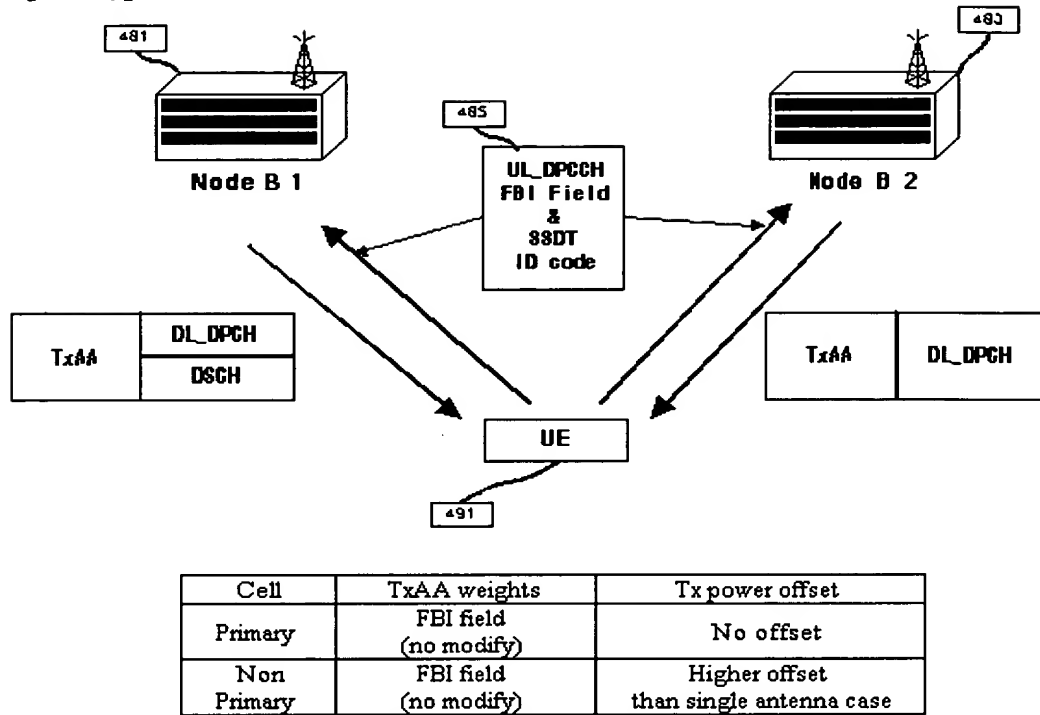 481
483
485
UL_DPCCH
FBI Field
&
SSDT
ID code
Node B 1
Node B 2
TxAA
DL_DPCH
DSCH
TxAA
DL_DPCH
UE
491
Cell TxAA weights Tx power offset
Primary FBI field (no modify) No offset
Non Primary FBI field (no modify) Higher offset than single antenna case